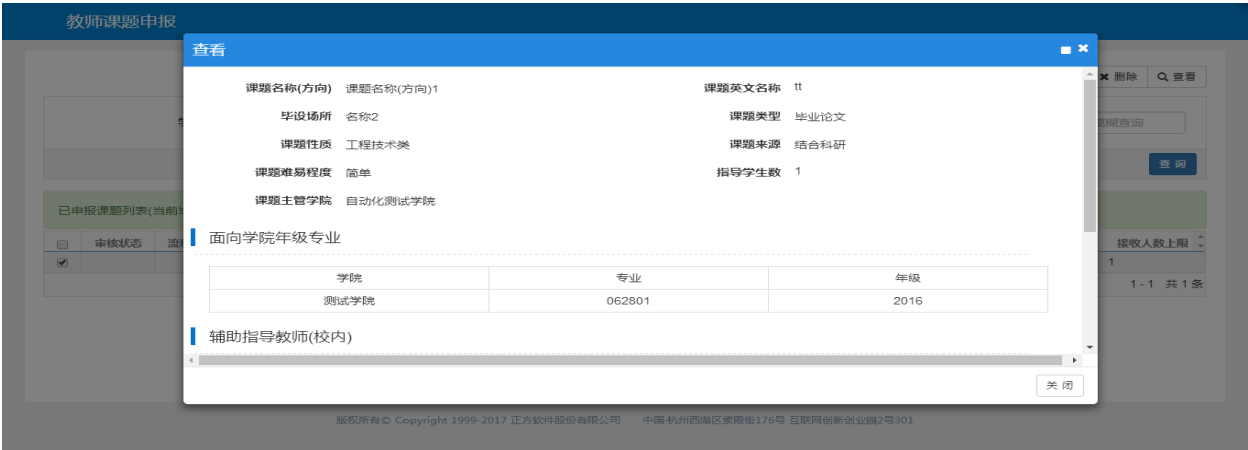 教师课题申报
查看
删除 查看
课题名称(方向) 课题名称(方向)1 课题英文名称 tt
毕设场所 名称2 课题类型 毕业论文
模糊查询
课题性质 工程技术类 课题来源 结合科研
查 询
课题难易程度 简单 指导学生数 1
课题主管学院 自动化测试学院
已申报课题列表(当前
面向学院年级专业
审核状态 接收人数上限
1
学院 专业 年级
1 - 1 共 1 条
测试学院 062801 2016
辅助指导教师(校内)
关 闭
版权所有© Copyright 1999-2017 正方软件股份有限公司 中国·杭州西湖区紫霞街176号 互联网创新创业园2号301